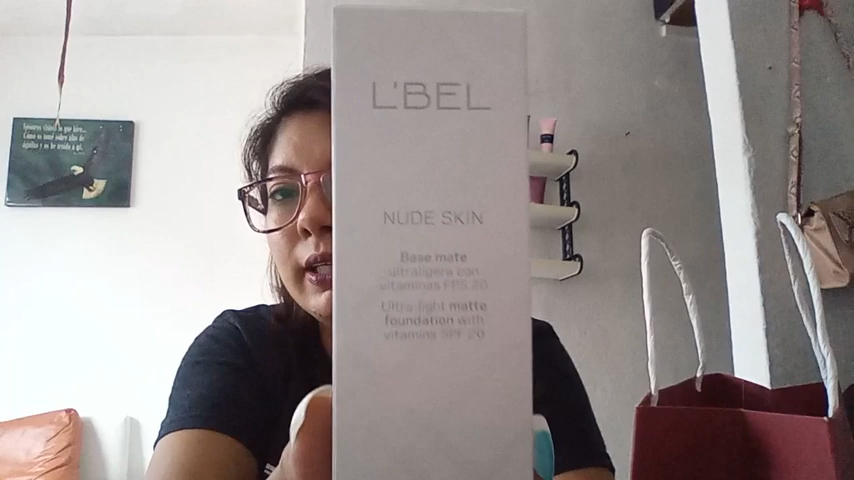 L'BEL
NUDE SKIN
Base mate
ultraligera con
vitaminas FPS 20
Ultra-light matte
foundation with
vitamins SPF 20